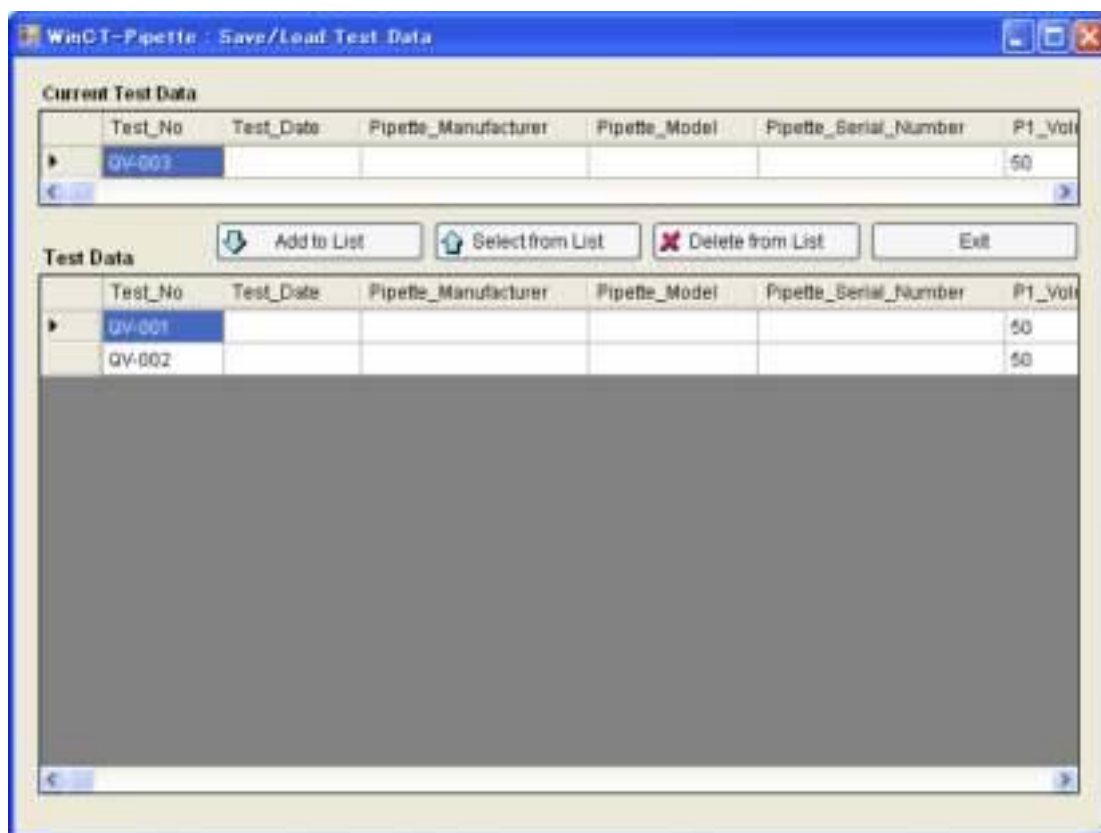 WinCT-Pipette : Save/Load Test Data
Current Test Data
Test_No Test_Date Pipette_Manufacturer Pipette_Model Pipette_Serial_Number P1_Volu
QV-003 50
Add to List Select from List Delete from List Exit
Test Data
Test_No Test_Date Pipette_Manufacturer Pipette_Model Pipette_Serial_Number P1_Volu
QV-001 50
QV-002 50